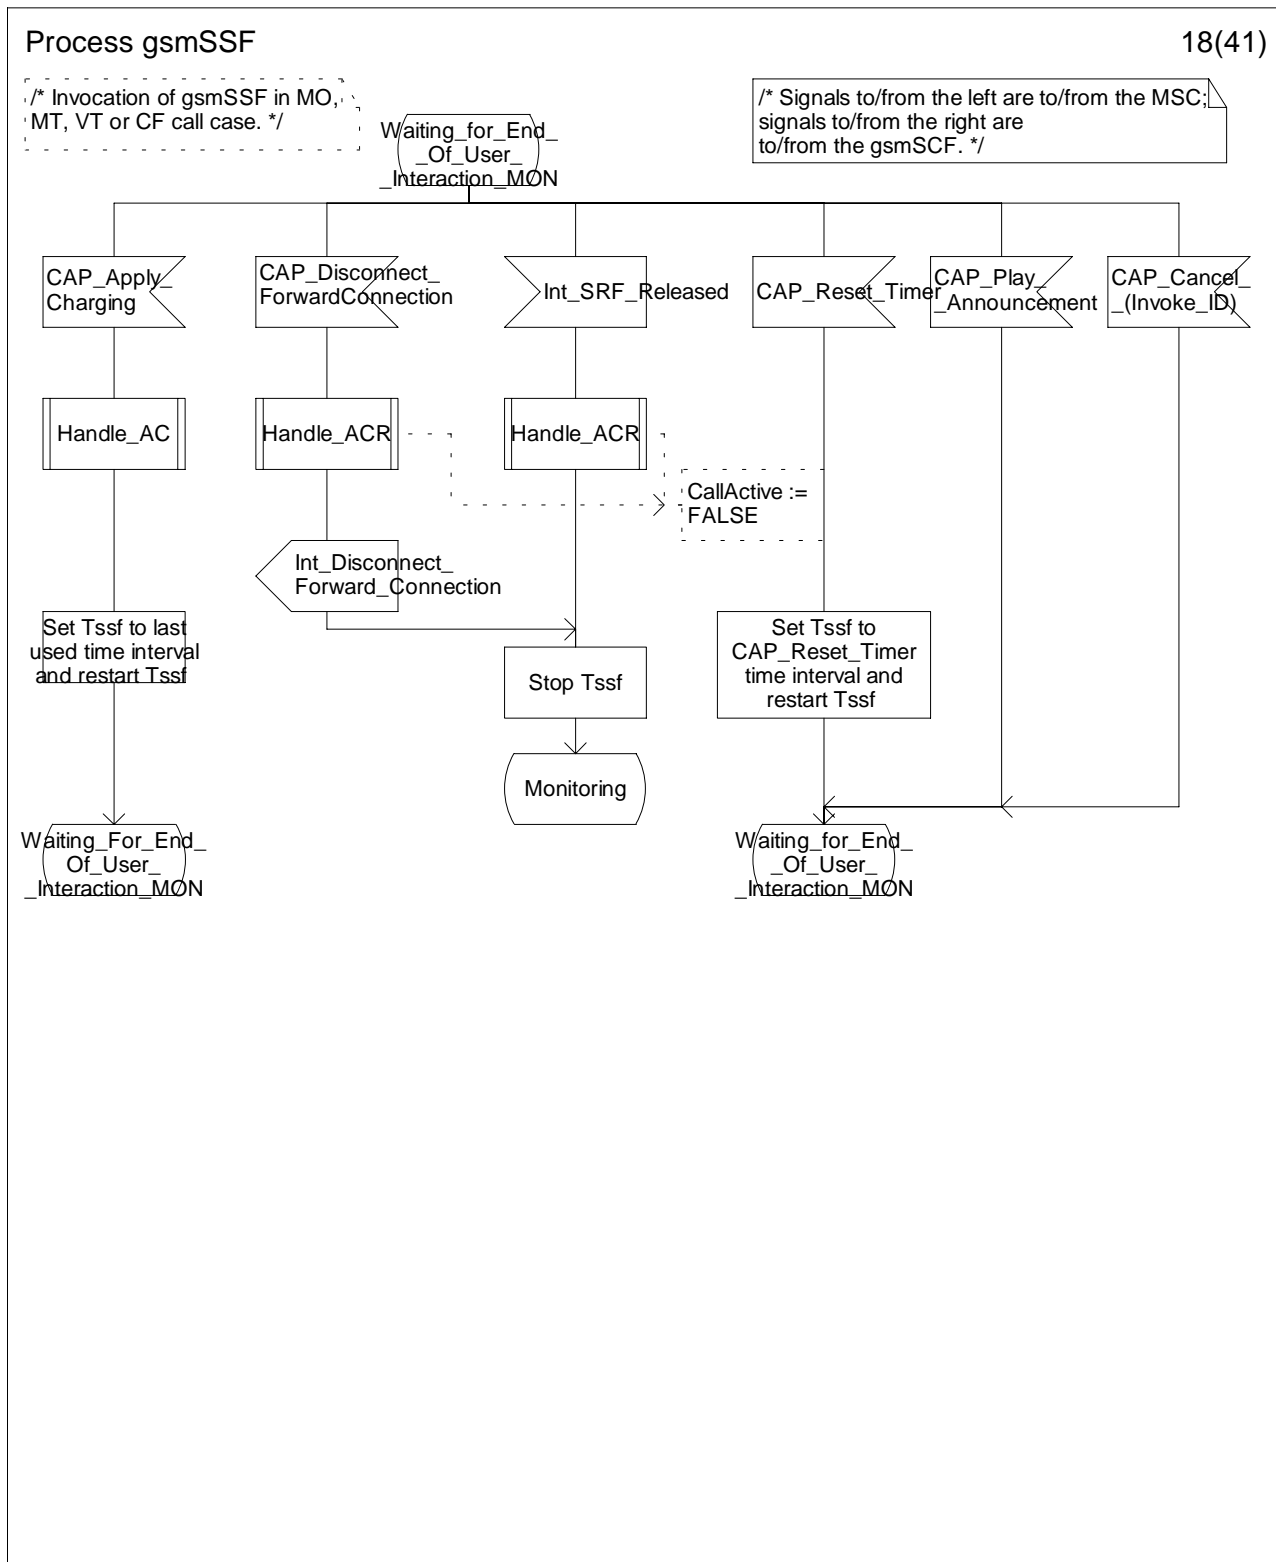 Process gsmSSF
18(41)
/* Invocation of gsmSSF in MO,
MT, VT or CF call case. */
/* Signals to/from the left are to/from the MSC;
signals to/from the right are
to/from the gsmSCF. */
Waiting_for_End_
_Of_User_
_Interaction_MON
CAP_Apply_
Charging
CAP_Disconnect_
ForwardConnection
Int_SRF_Released
CAP_Reset_Timer
CAP_Play_
_Announcement
CAP_Cancel_
_(Invoke_ID)
Handle_AC
Handle_ACR
Handle_ACR
CallActive :=
FALSE
Int_Disconnect_
Forward_Connection
Set Tssf to last
used time interval
and restart Tssf
Stop Tssf
Set Tssf to
CAP_Reset_Timer
time interval and
restart Tssf
Monitoring
Waiting_For_End_
Of_User_
_Interaction_MON
Waiting_for_End_
_Of_User_
_Interaction_MON